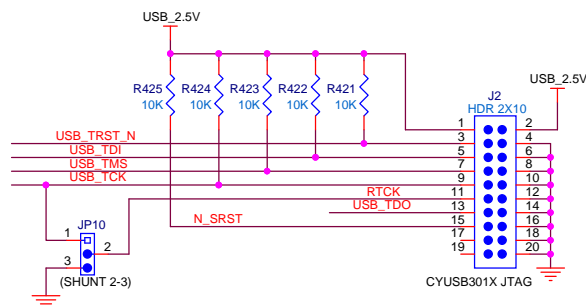 USB_2.5V
R425
10K
R424
10K
R423
10K
R422
10K
R421
10K
J2
HDR 2X10
USB_2.5V
1
2
3
4
5
6
7
8
9
10
11
12
13
14
15
16
17
18
19
20
USB_TRST_N
USB_TDI
USB_TMS
USB_TCK
RTCK
USB_TDO
N_SRST
JP10
1
2
3
(SHUNT 2-3)
CYUSB301X JTAG